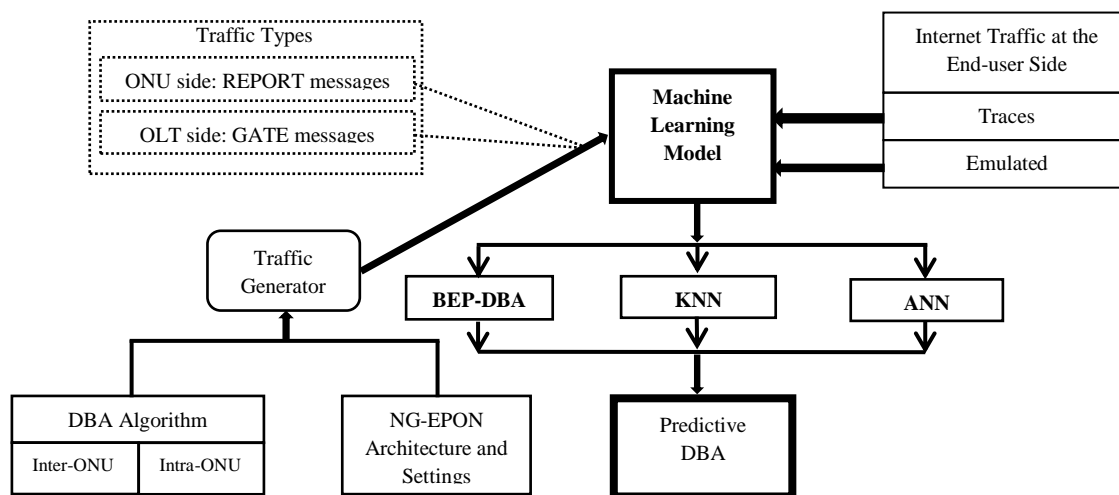 Traffic Types
ONU side: REPORT messages
OLT side: GATE messages
Machine
Learning
Model
Internet Traffic at the
End-user Side
Traces
Emulated
Traffic
Generator
BEP-DBA
KNN
ANN
DBA Algorithm
Inter-ONU
Intra-ONU
NG-EPON
Architecture and
Settings
Predictive
DBA